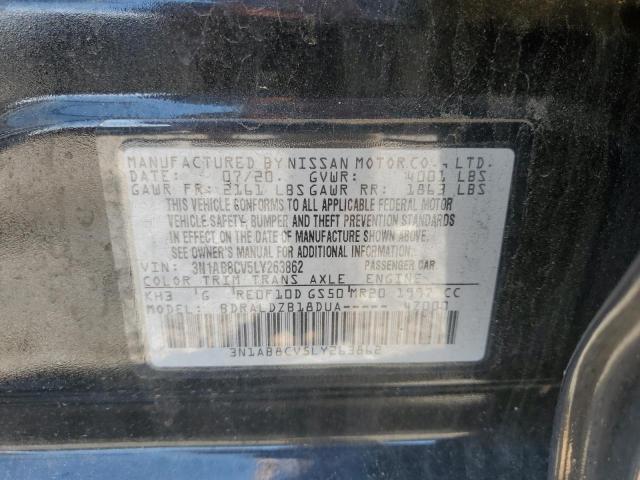 MANUFACTURED BY NISSAN MOTOR CO., LTD.
DATE: 07/20 GVWR: 4001 LBS
GAWR FR: 2161 LBS GAWR RR: 1863 LBS
THIS VEHICLE CONFORMS TO ALL APPLICABLE FEDERAL MOTOR
VEHICLE SAFETY, BUMPER AND THEFT PREVENTION STANDARDS
IN EFFECT ON THE DATE OF MANUFACTURE SHOWN ABOVE.
SEE OWNER'S MANUAL FOR ADDITIONAL INFORMATION.
VIN: 3N1AB8CV5LY263862 PASSENGER CAR
COLOR TRIM TRANS AXLE ENGINE
KH3 G RE0F10D GS50 MR20 1997 CC
MODEL: BDRALDZB18DUA-----
3N1AB8CV5LY263862